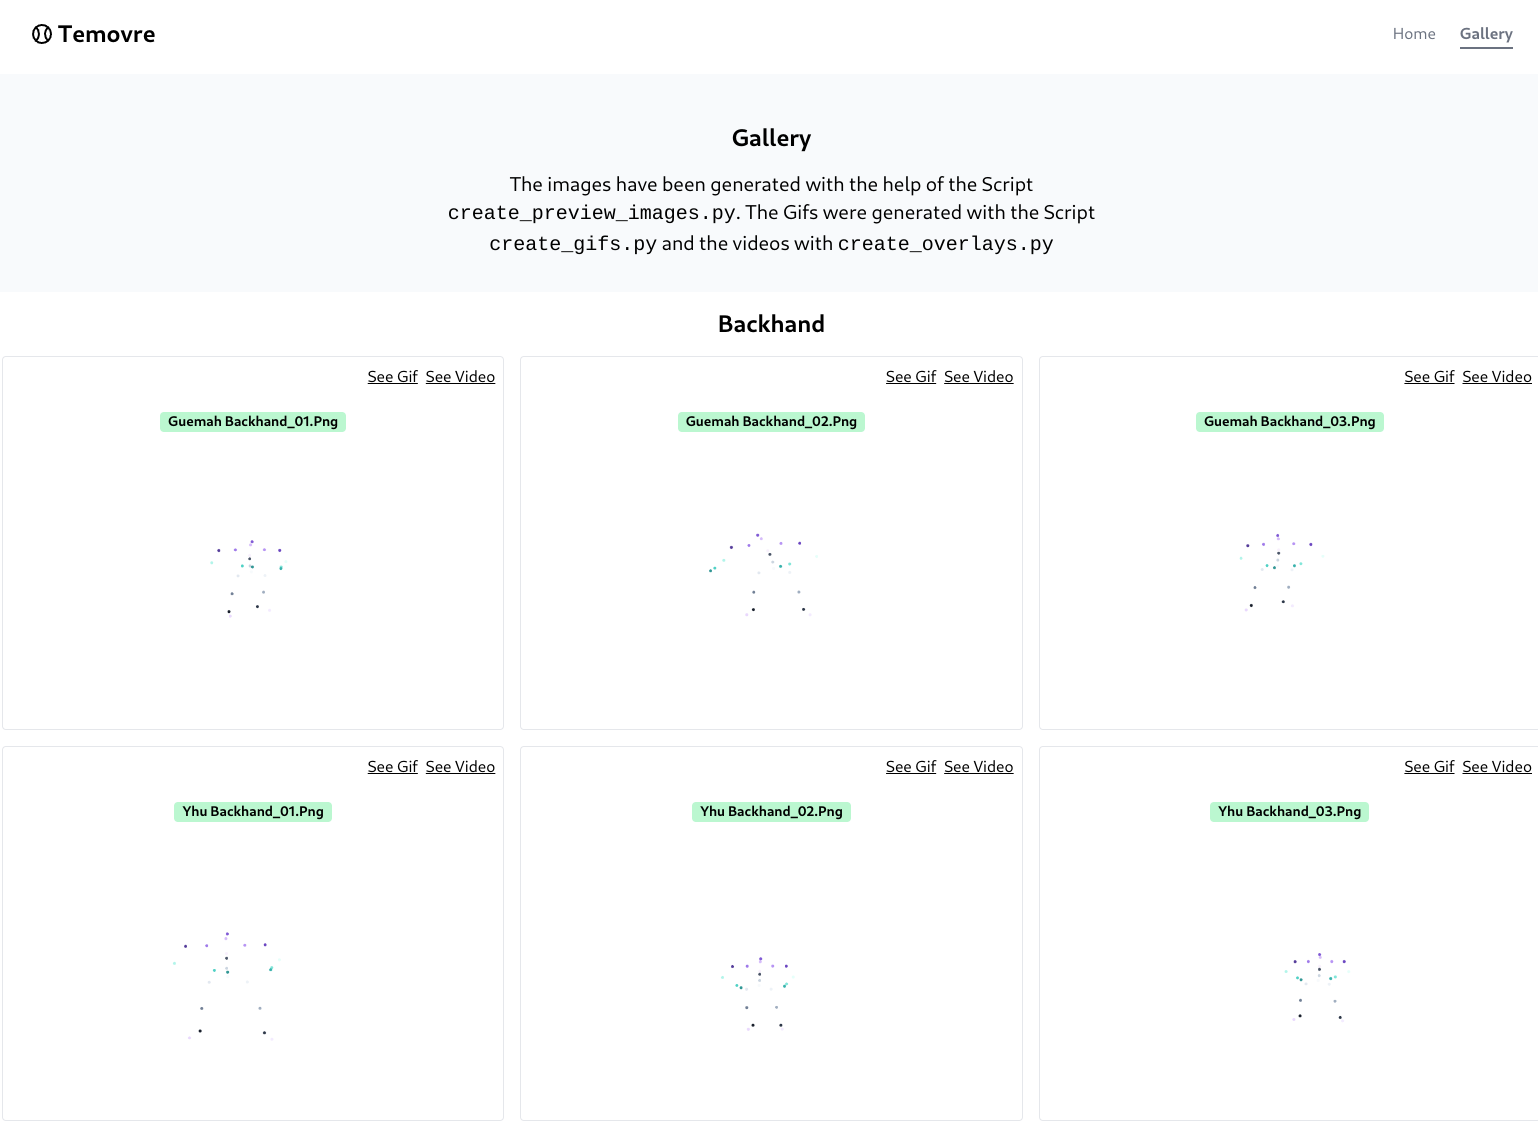 Temovre
Home
Gallery
Gallery
The images have been generated with the help of the Script
create_preview_images.py. The Gifs were generated with the Script
create_gifs.py and the videos with create_overlays.py
Backhand
See Gif See Video
Guemah Backhand_01.Png
See Gif See Video
Guemah Backhand_02.Png
See Gif See Video
Guemah Backhand_03.Png
See Gif See Video
Yhu Backhand_01.Png
See Gif See Video
Yhu Backhand_02.Png
See Gif See Video
Yhu Backhand_03.Png